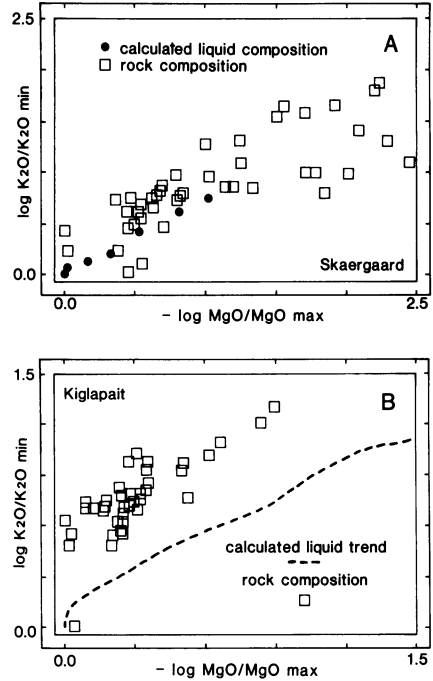 A
calculated liquid composition
rock composition
2.5
log K2O/K2O min
0.0
Skaergaard
0.0
2.5
- log MgO/MgO max
Kiglapait
B
1.5
log K2O/K2O min
calculated liquid trend
rock composition
0.0
0.0
1.5
- log MgO/MgO max